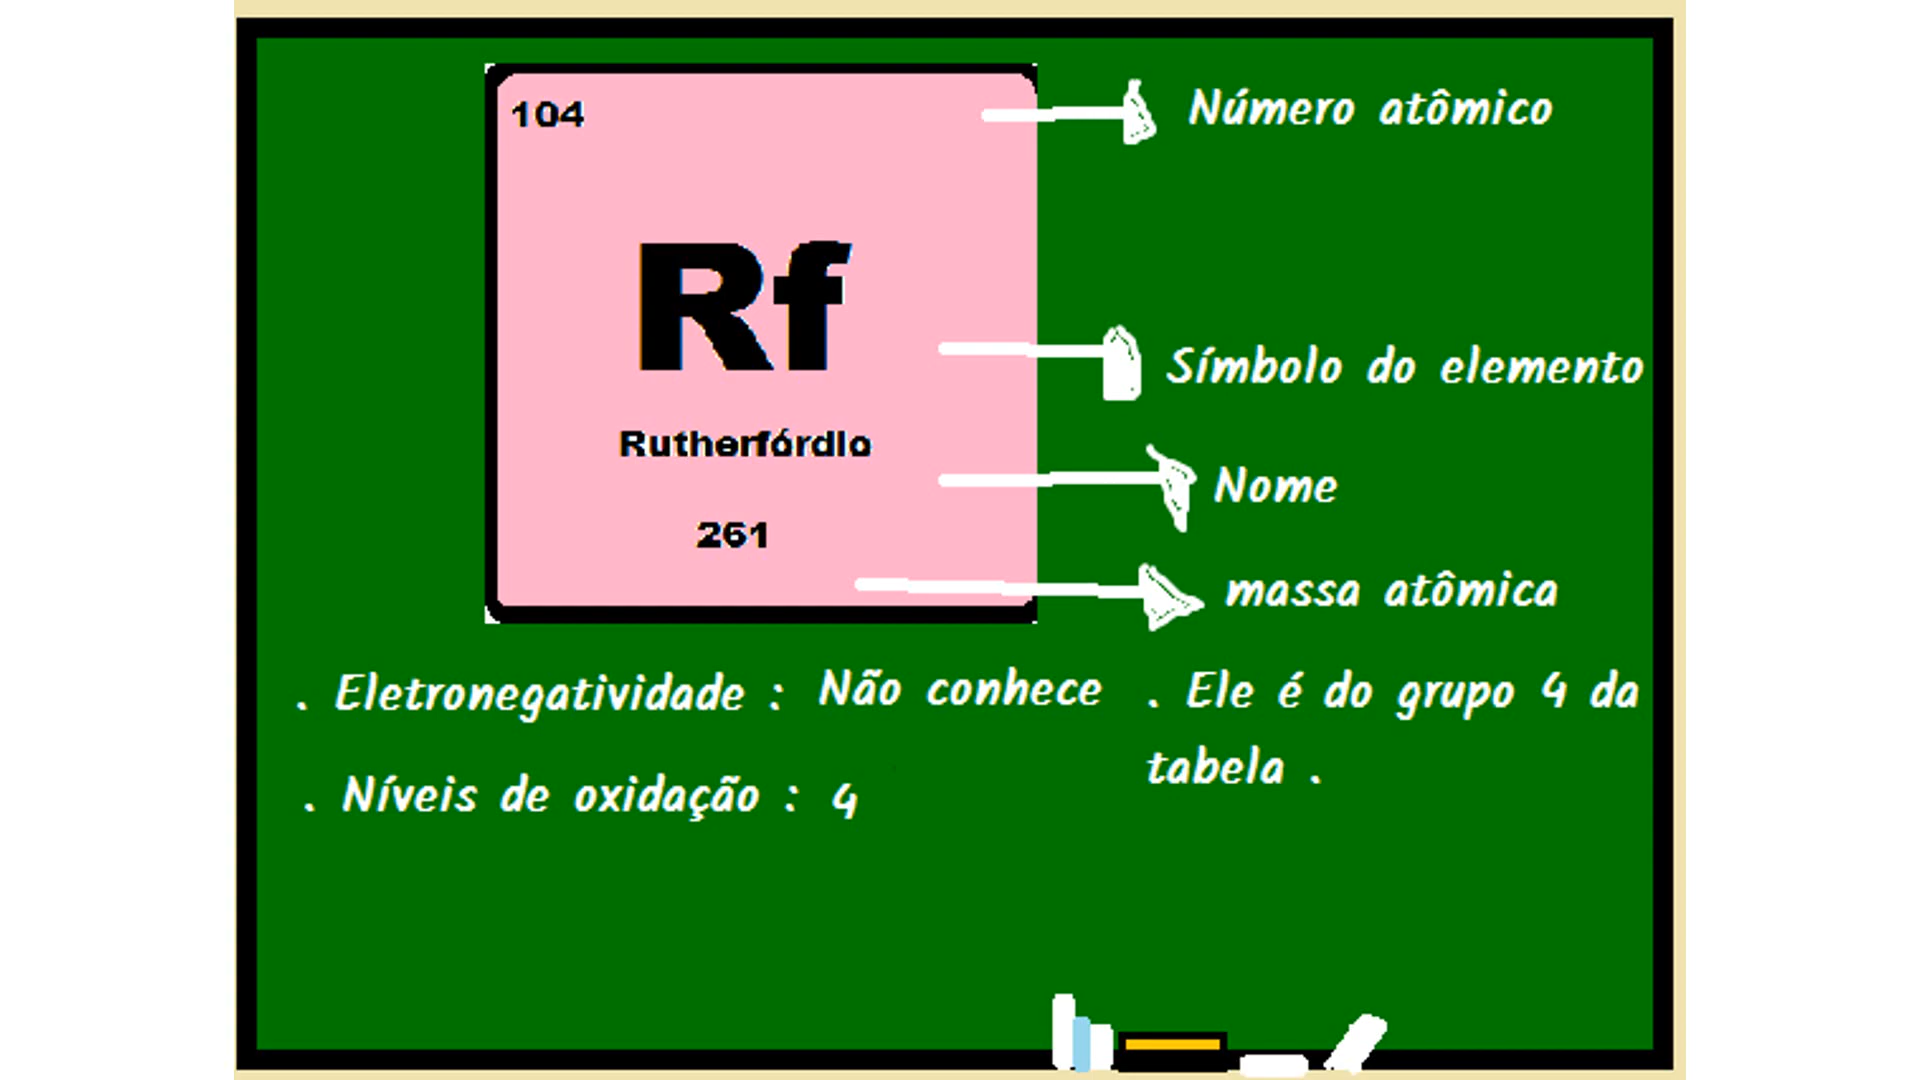 104
Número atômico
Rf
Símbolo do elemento
Rutherfórdio
Nome
261
massa atômica
. Eletronegatividade : Não conhece
. Níveis de oxidação : 4
. Ele é do grupo 4 da
tabela .